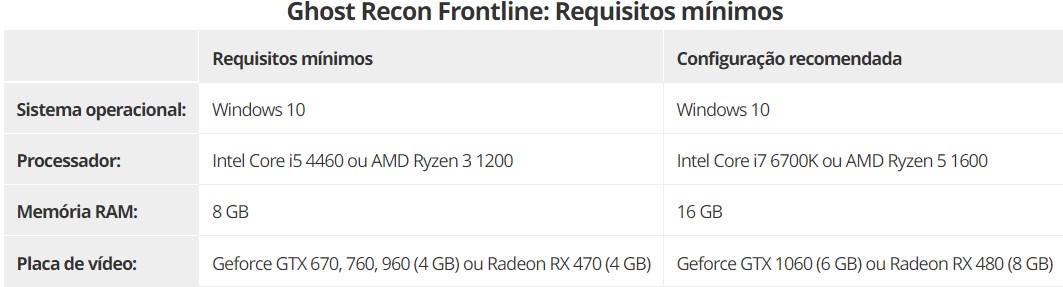 Ghost Recon Frontline: Requisitos mínimos
Requisitos mínimos Configuração recomendada
Sistema operacional: Windows 10 Windows 10
Processador: Intel Core i5 4460 ou AMD Ryzen 3 1200 Intel Core i7 6700K ou AMD Ryzen 5 1600
Memória RAM: 8 GB 16 GB
Placa de vídeo: Geforce GTX 670, 760, 960 (4 GB) ou Radeon RX 470 (4 GB) Geforce GTX 1060 (6 GB) ou Radeon RX 480 (8 GB)